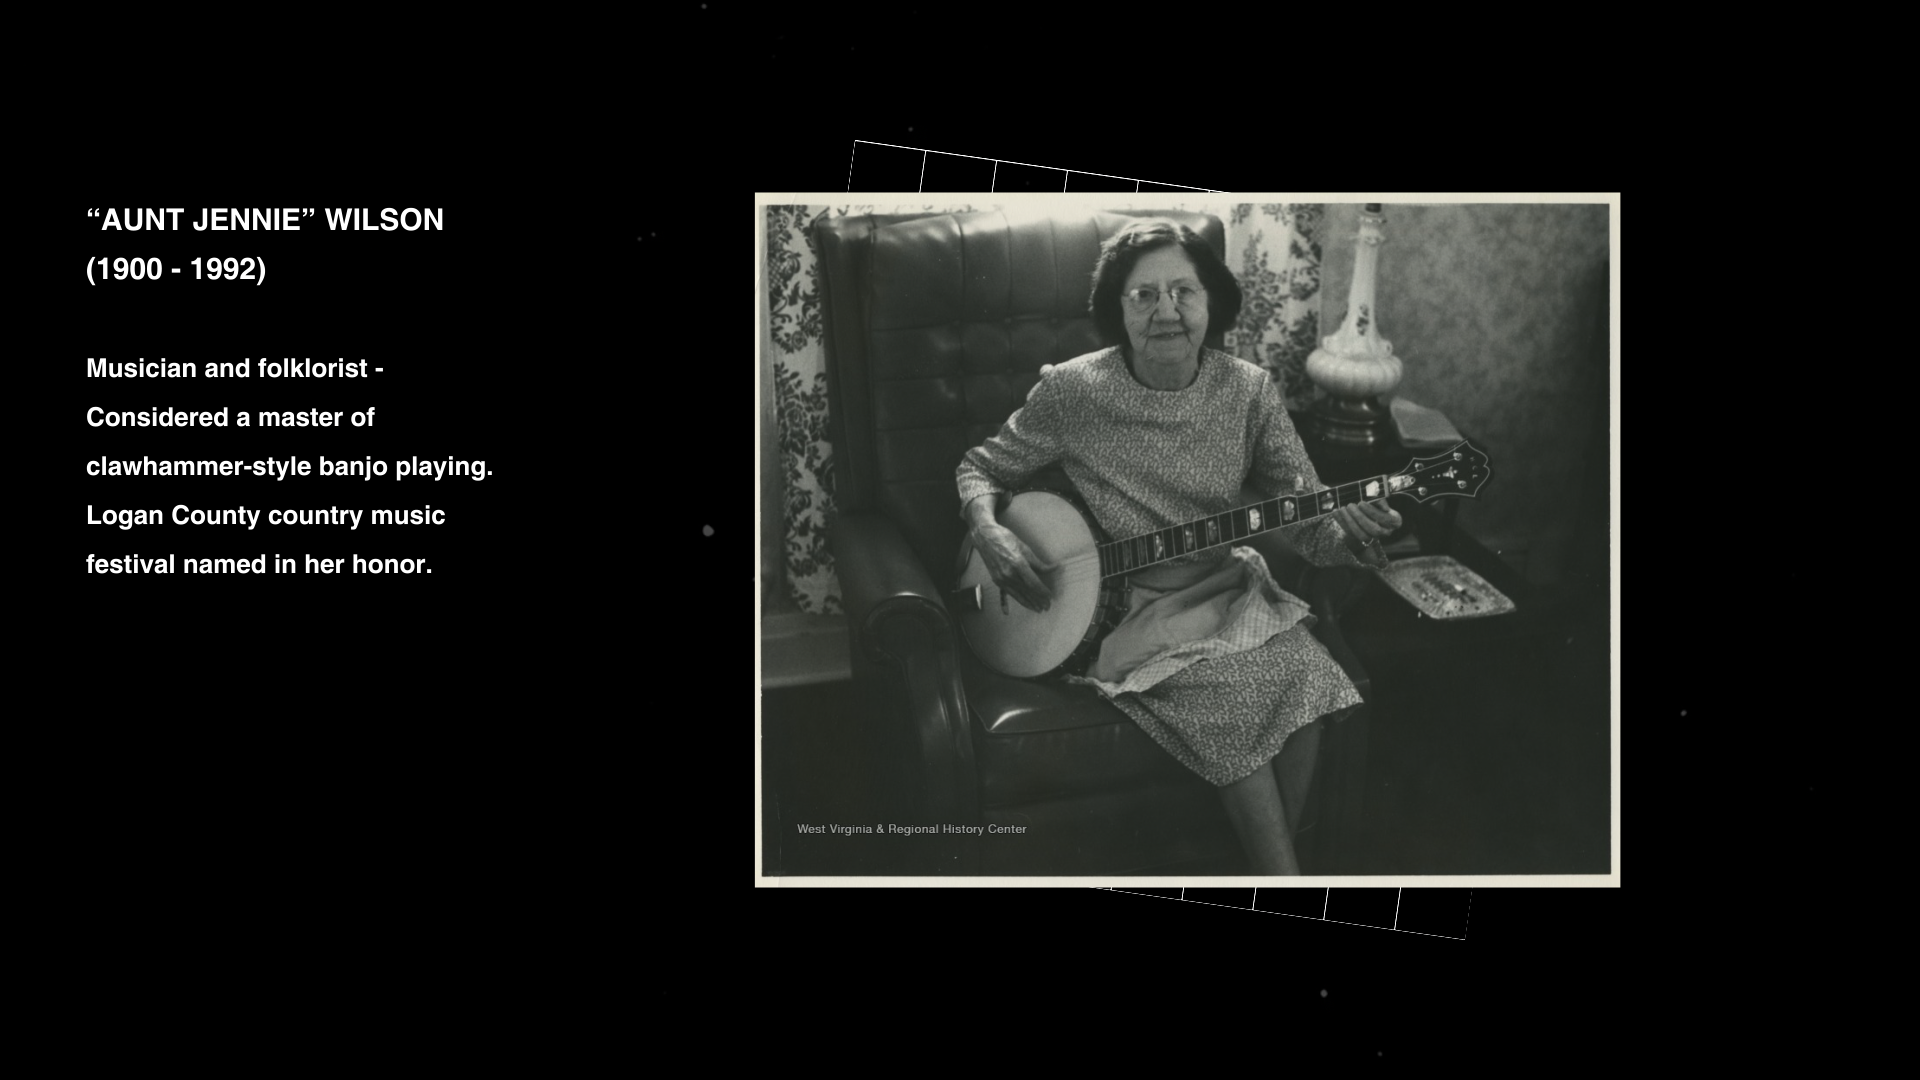 “AUNT JENNIE” WILSON
(1900 - 1992)
Musician and folklorist -
Considered a master of
clawhammer-style banjo playing.
Logan County country music
festival named in her honor.
West Virginia & Regional History Center